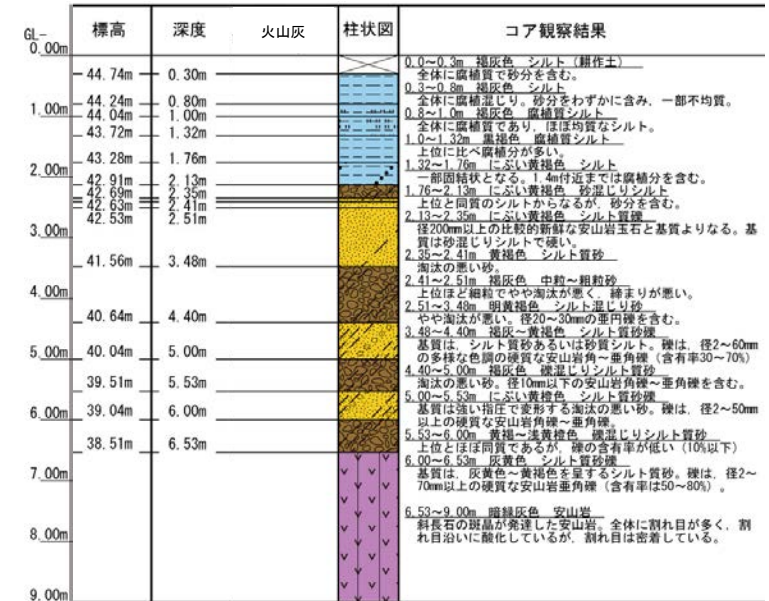 標高 深度 火山灰 柱状図 コア観察結果
GL-
0.00m
1.00m
2.00m
3.00m
4.00m
5.00m
6.00m
7.00m
8.00m
9.00m
44.74m 0.30m
44.24m 0.80m
44.04m 1.00m
43.72m 1.32m
43.28m 1.76m
42.91m 2.13m
42.69m 2.35m
42.63m 2.41m
42.53m 2.51m
41.56m 3.48m
40.64m 4.40m
40.04m 5.00m
39.51m 5.53m
39.04m 6.00m
38.51m 6.53m
0.0~0.3m 褐灰色 シルト (耕作土)
全体に腐植質で砂分を含む。
0.3~0.8m 褐灰色 シルト
全体に腐植混じり。砂分をわずかに含み、一部不均質。
0.8~1.0m 褐灰色 腐植質シルト
全体に腐植質であり、ほぼ均質なシルト。
1.0~1.32m 黒褐色 腐植質シルト
上位に比べ腐植分が多い。
1.32~1.76m にぶい黄褐色 シルト
一部固結状となる。1.4m付近までは腐植分を含む。
1.76~2.13m にぶい黄褐色 砂混じりシルト
上位と同質のシルトからなるが、砂分を含む。
2.13~2.35m にぶい黄褐色 シルト質礫
径200mm以上の比較的新鮮な安山岩玉石と基質よりなる。基
質は砂混じりシルトで硬い。
2.35~2.41m 黄褐色 シルト質砂
淘汰の悪い砂。
2.41~2.51m 褐灰色 中粒~粗粒砂
上位ほど細粒でやや淘汰が悪く、締まりが悪い。
2.51~3.48m 明黄褐色 シルト混じり砂
やや淘汰が悪い。径20~30mmの亜円礫を含む。
3.48~4.40m 褐灰~黄褐色 シルト質砂礫
基質は、シルト質砂あるいは砂質シルト。礫は、径2~60mm
の多様な色調の硬質な安山岩角~亜角礫 (含有率30~70%)
4.40~5.00m 褐灰色 礫混じりシルト質砂
淘汰の悪い砂。径10mm以下の安山岩角礫~亜角礫を含む。
5.00~5.53m にぶい黄橙色 シルト質砂礫
基質は強い指圧で変形する淘汰の悪い砂。礫は、径2~50mm
以上の硬質な安山岩角礫~亜角礫。
5.53~6.00m 黄褐~浅黄橙色 礫混じりシルト質砂
上位とほぼ同質であるが、礫の含有率が低い (10%以下)
6.00~6.53m 灰黄色 シルト質砂礫
基質は、灰黄色~黄褐色を呈するシルト質砂。礫は、径2~
70mm以上の硬質な安山岩亜角礫 (含有率は50~80%) 。
6.53~9.00m 暗緑灰色 安山岩
斜長石の斑晶が発達した安山岩。全体に割れ目が多く、割
れ目沿いに酸化しているが、割れ目は密着している。